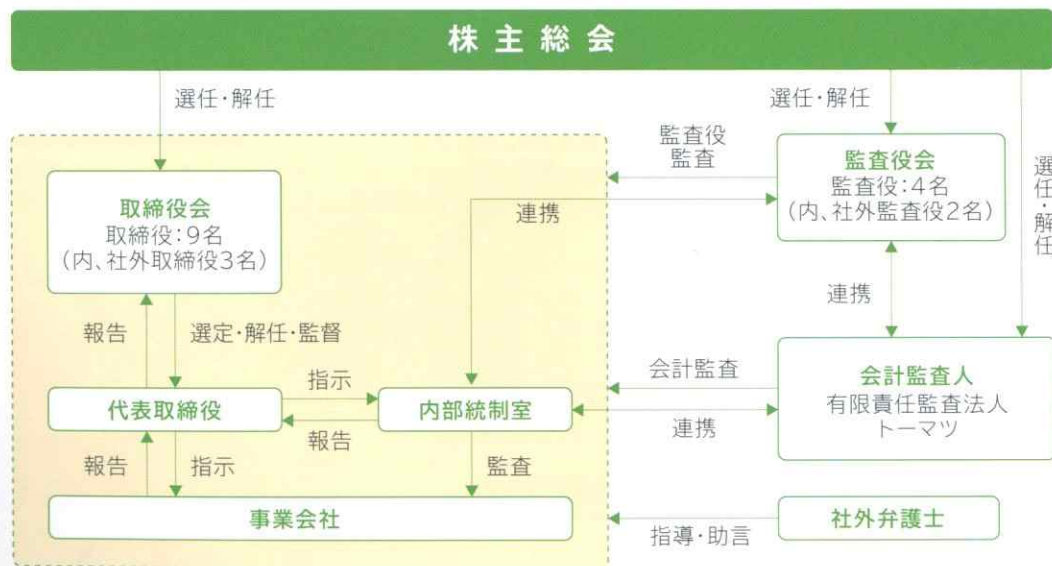 株主総会
選任・解任
選任・解任
選任・解任
監査役
監査
監査役会
監査役:4名
(内、社外監査役2名)
取締役会
取締役:9名
(内、社外取締役3名)
連携
連携
報告
選定・解任・監督
指示
会計監査
会計監査人
有限責任監査法人
トーマツ
代表取締役
内部統制室
報告
連携
報告
指示
監査
事業会社
社外弁護士
指導・助言